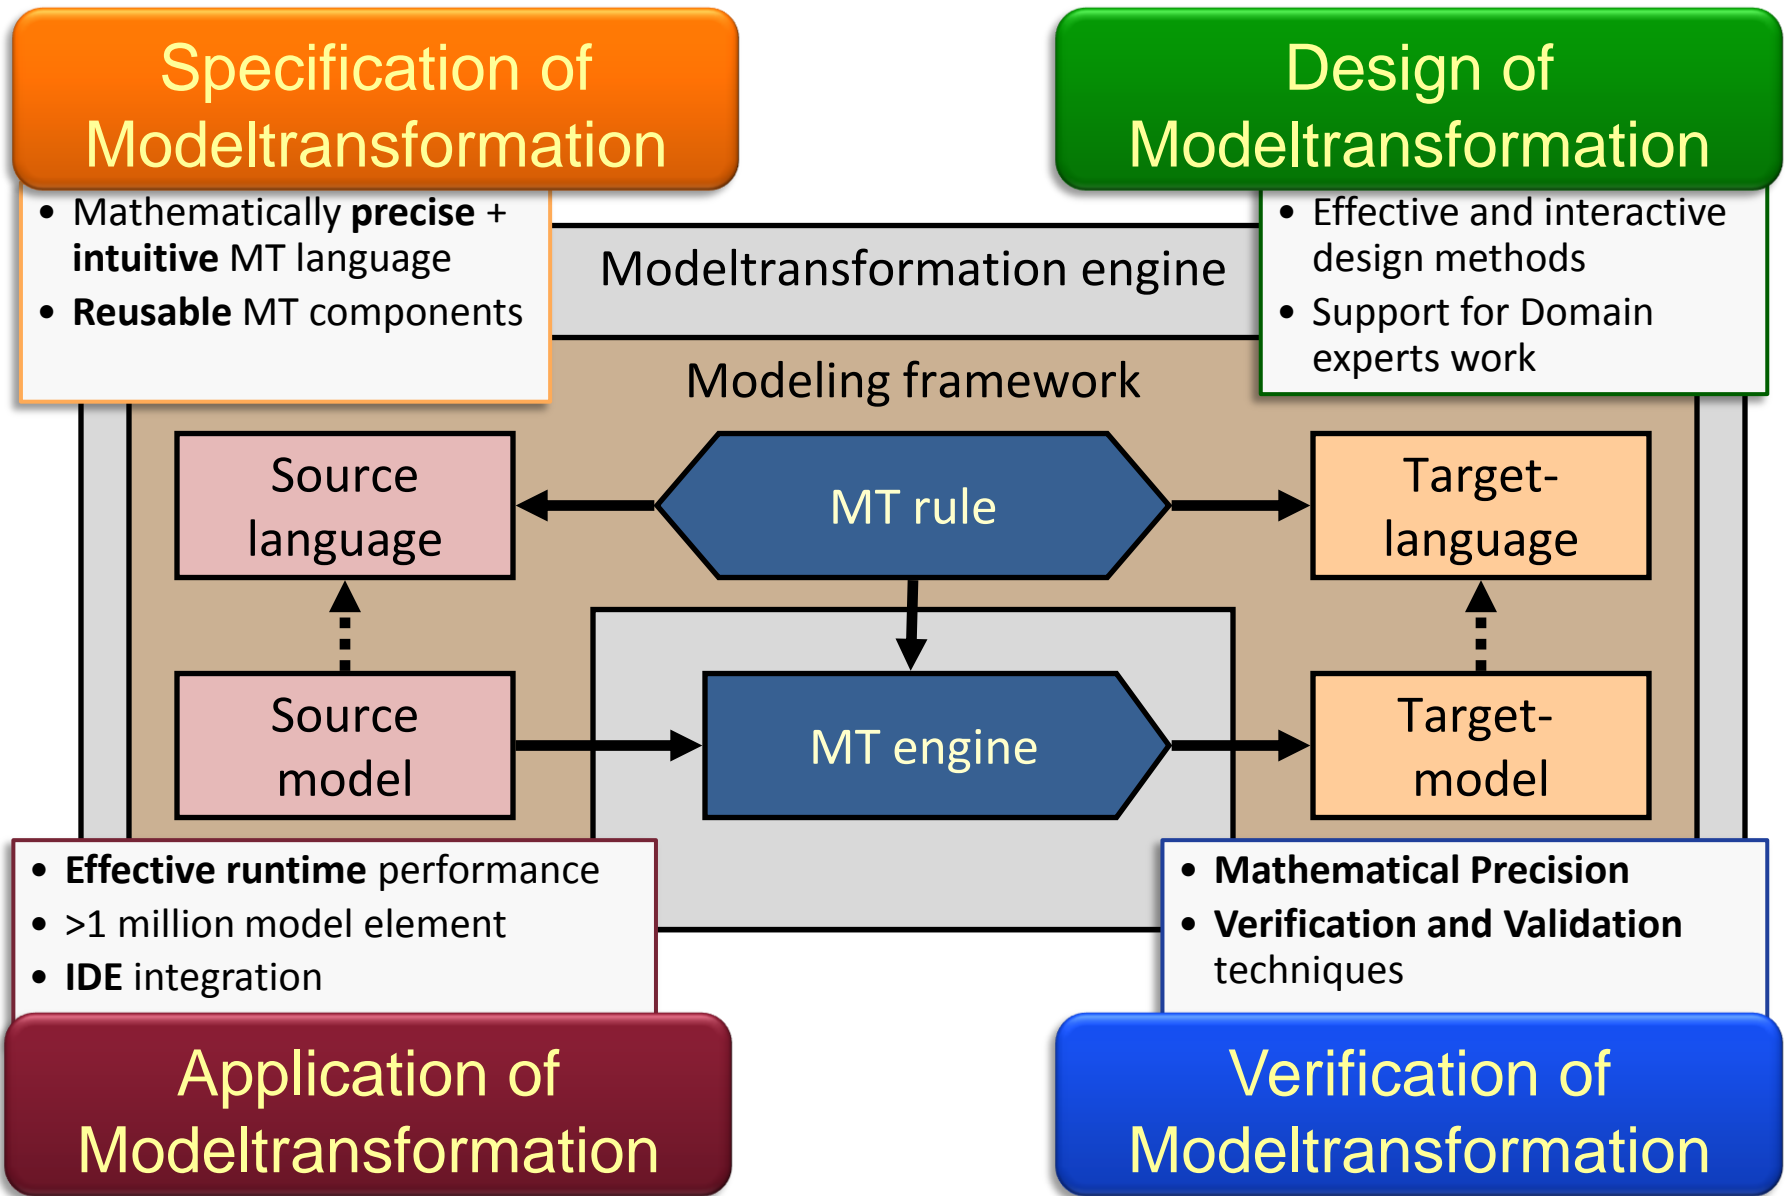 Specification of
Modeltransformation
• Mathematically precise +
intuitive MT language
• Reusable MT components
Design of
Modeltransformation
• Effective and interactive
design methods
• Support for Domain
experts work
Modeltransformation engine
Modeling framework
Source
language
MT rule
Target-
language
Source
model
MT engine
Target-
model
• Effective runtime performance
• >1 million model element
• IDE integration
Application of
Modeltransformation
• Mathematical Precision
• Verification and Validation
techniques
Verification of
Modeltransformation